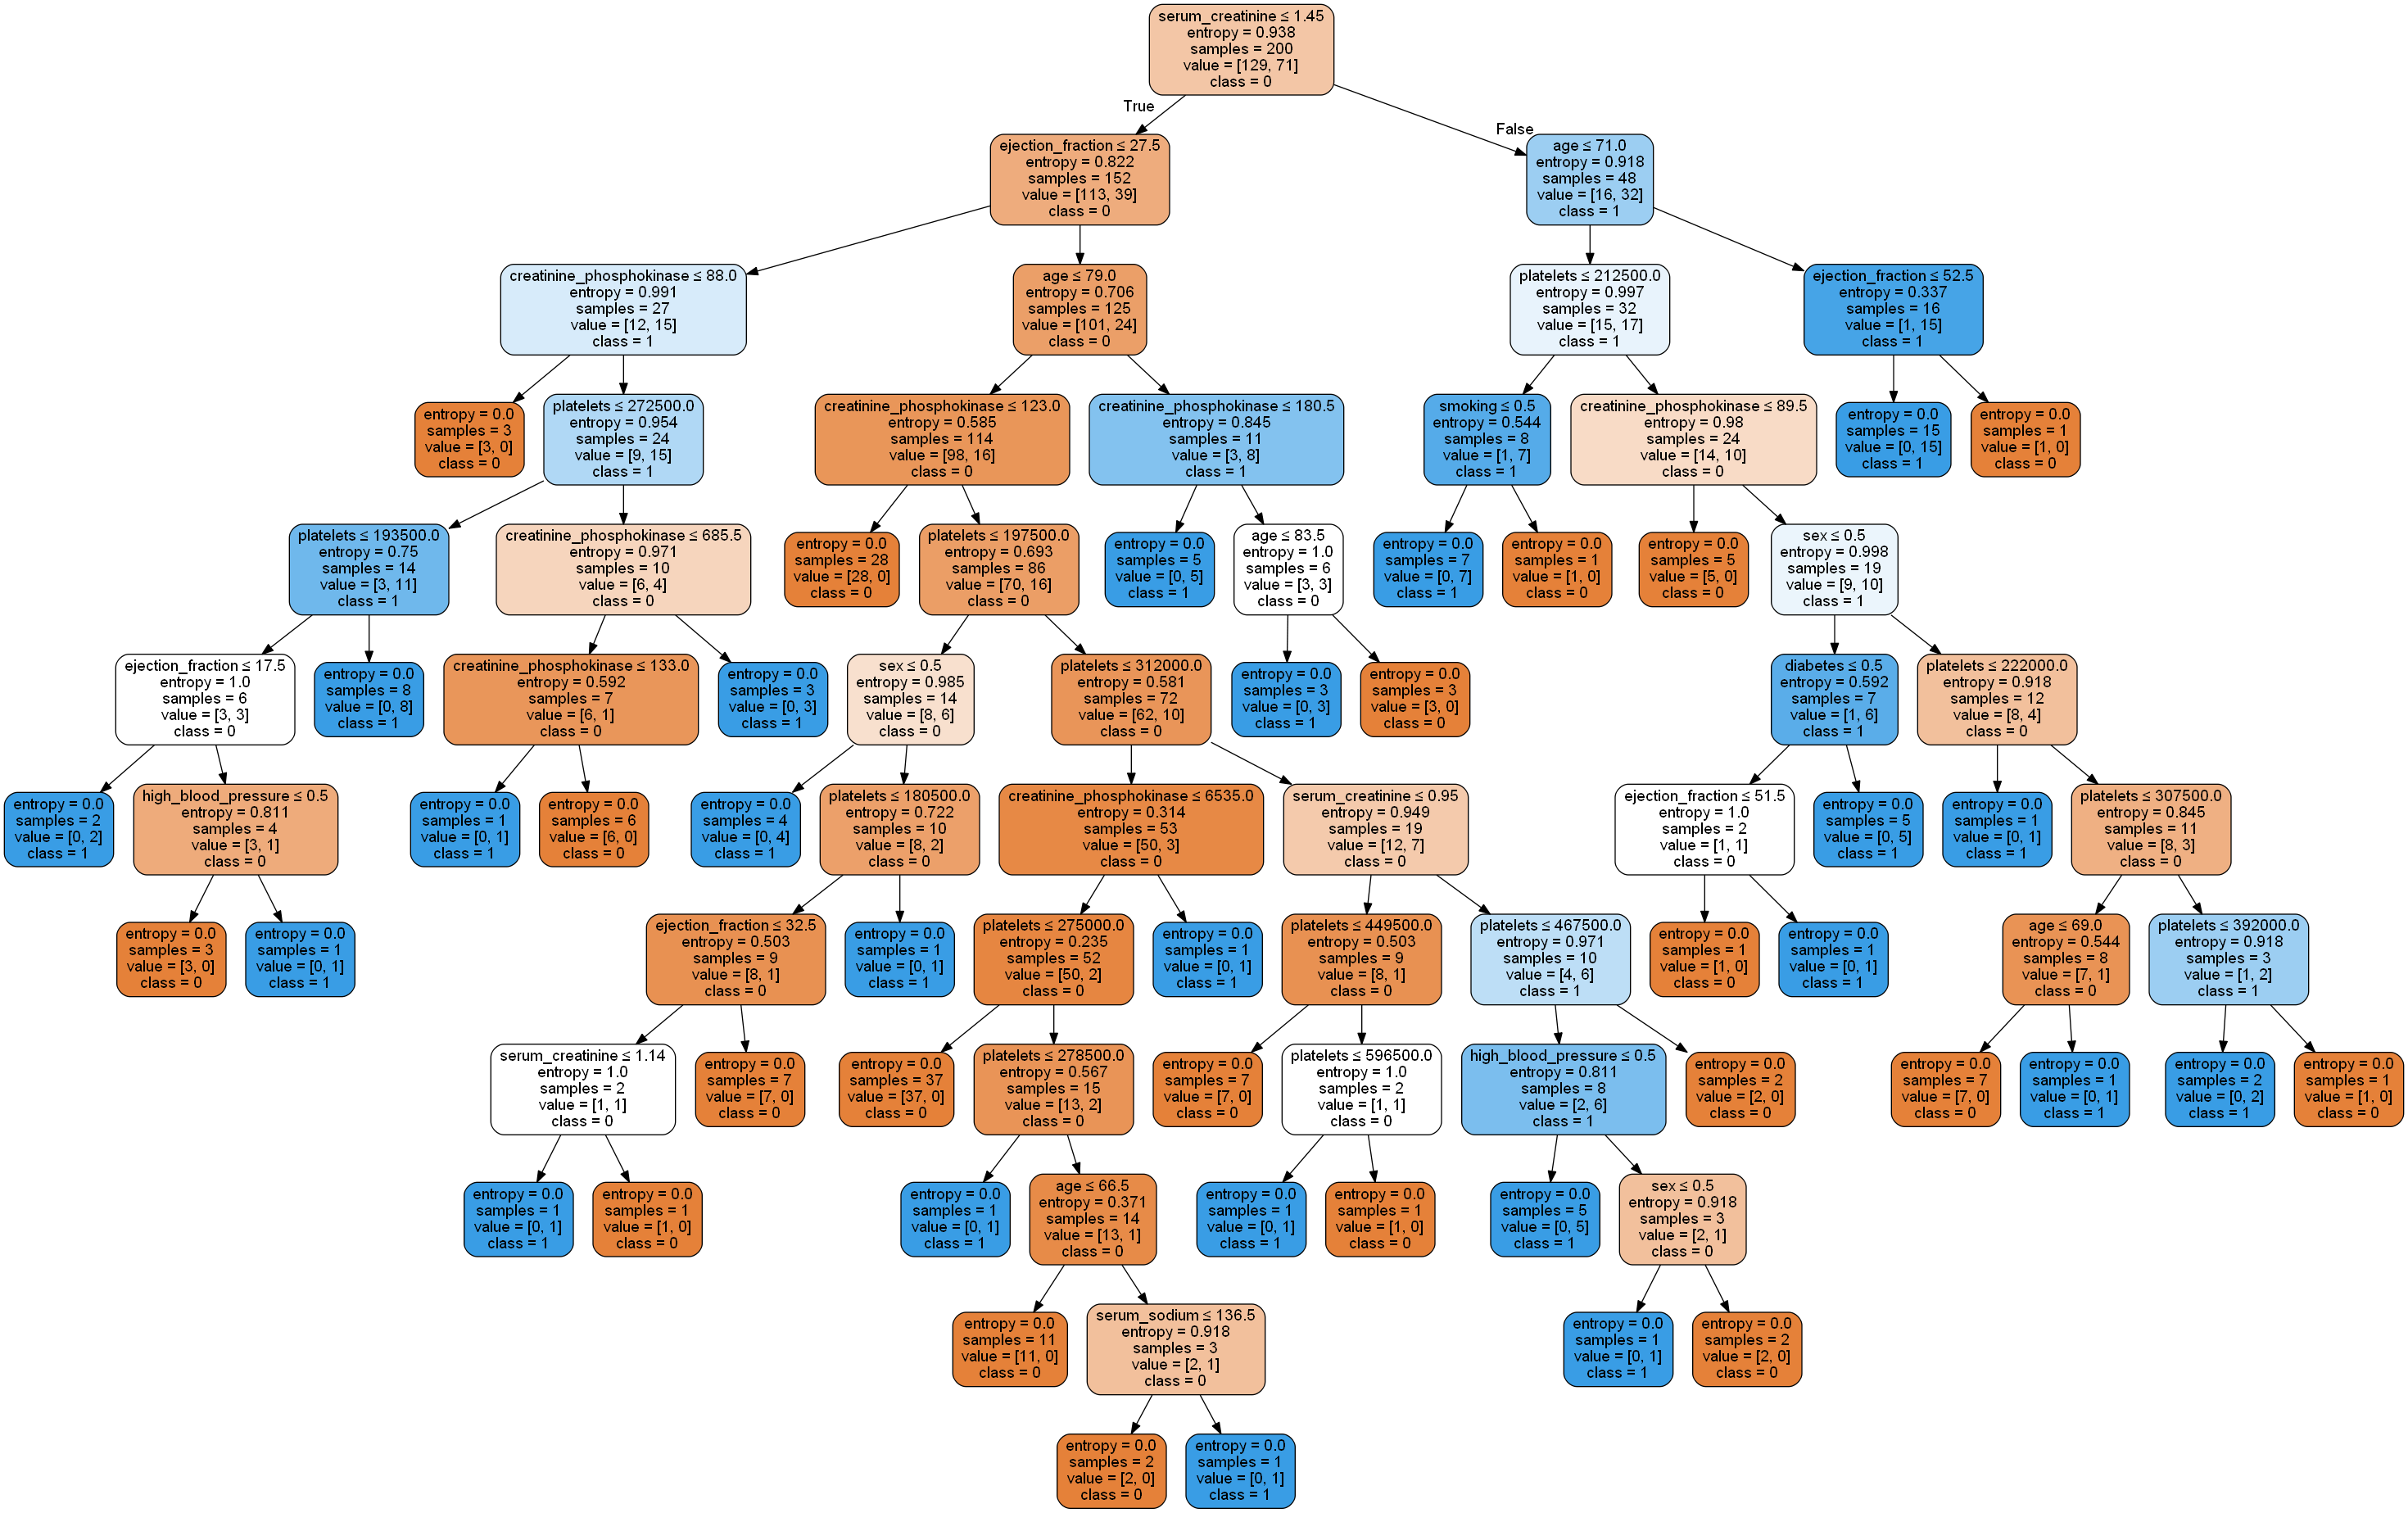 serum_creatinine ≤ 1.45
entropy = 0.938
samples = 200
value = [129, 71]
class = 0
True
False
ejection_fraction ≤ 27.5
entropy = 0.822
samples = 152
value = [113, 39]
class = 0
age ≤ 71.0
entropy = 0.918
samples = 48
value = [16, 32]
class = 1
creatinine_phosphokinase ≤ 88.0
entropy = 0.991
samples = 27
value = [12, 15]
class = 1
age ≤ 79.0
entropy = 0.706
samples = 125
value = [101, 24]
class = 0
platelets ≤ 212500.0
entropy = 0.997
samples = 32
value = [15, 17]
class = 1
ejection_fraction ≤ 52.5
entropy = 0.337
samples = 16
value = [1, 15]
class = 1
entropy = 0.0
samples = 3
value = [3, 0]
class = 0
platelets ≤ 272500.0
entropy = 0.954
samples = 24
value = [9, 15]
class = 1
creatinine_phosphokinase ≤ 123.0
entropy = 0.585
samples = 114
value = [98, 16]
class = 0
creatinine_phosphokinase ≤ 180.5
entropy = 0.845
samples = 11
value = [3, 8]
class = 1
smoking ≤ 0.5
entropy = 0.544
samples = 8
value = [1, 7]
class = 1
creatinine_phosphokinase ≤ 89.5
entropy = 0.98
samples = 24
value = [14, 10]
class = 0
entropy = 0.0
samples = 15
value = [0, 15]
class = 1
entropy = 0.0
samples = 1
value = [1, 0]
class = 0
platelets ≤ 193500.0
entropy = 0.75
samples = 14
value = [3, 11]
class = 1
creatinine_phosphokinase ≤ 685.5
entropy = 0.971
samples = 10
value = [6, 4]
class = 0
entropy = 0.0
samples = 28
value = [28, 0]
class = 0
platelets ≤ 197500.0
entropy = 0.693
samples = 86
value = [70, 16]
class = 0
entropy = 0.0
samples = 5
value = [0, 5]
class = 1
age ≤ 83.5
entropy = 1.0
samples = 6
value = [3, 3]
class = 0
entropy = 0.0
samples = 7
value = [0, 7]
class = 1
entropy = 0.0
samples = 1
value = [1, 0]
class = 0
entropy = 0.0
samples = 5
value = [5, 0]
class = 0
sex ≤ 0.5
entropy = 0.998
samples = 19
value = [9, 10]
class = 1
ejection_fraction ≤ 17.5
entropy = 1.0
samples = 6
value = [3, 3]
class = 0
entropy = 0.0
samples = 8
value = [0, 8]
class = 1
creatinine_phosphokinase ≤ 133.0
entropy = 0.592
samples = 7
value = [6, 1]
class = 0
entropy = 0.0
samples = 3
value = [0, 3]
class = 1
sex ≤ 0.5
entropy = 0.985
samples = 14
value = [8, 6]
class = 0
platelets ≤ 312000.0
entropy = 0.581
samples = 72
value = [62, 10]
class = 0
entropy = 0.0
samples = 3
value = [0, 3]
class = 1
entropy = 0.0
samples = 3
value = [3, 0]
class = 0
diabetes ≤ 0.5
entropy = 0.592
samples = 7
value = [1, 6]
class = 1
platelets ≤ 222000.0
entropy = 0.918
samples = 12
value = [8, 4]
class = 0
entropy = 0.0
samples = 2
value = [0, 2]
class = 1
high_blood_pressure ≤ 0.5
entropy = 0.811
samples = 4
value = [3, 1]
class = 0
entropy = 0.0
samples = 1
value = [0, 1]
class = 1
entropy = 0.0
samples = 6
value = [6, 0]
class = 0
entropy = 0.0
samples = 4
value = [0, 4]
class = 1
platelets ≤ 180500.0
entropy = 0.722
samples = 10
value = [8, 2]
class = 0
creatinine_phosphokinase ≤ 6535.0
entropy = 0.314
samples = 53
value = [50, 3]
class = 0
serum_creatinine ≤ 0.95
entropy = 0.949
samples = 19
value = [12, 7]
class = 0
ejection_fraction ≤ 51.5
entropy = 1.0
samples = 2
value = [1, 1]
class = 0
entropy = 0.0
samples = 5
value = [0, 5]
class = 1
entropy = 0.0
samples = 1
value = [0, 1]
class = 1
platelets ≤ 307500.0
entropy = 0.845
samples = 11
value = [8, 3]
class = 0
entropy = 0.0
samples = 3
value = [3, 0]
class = 0
entropy = 0.0
samples = 1
value = [0, 1]
class = 1
ejection_fraction ≤ 32.5
entropy = 0.503
samples = 9
value = [8, 1]
class = 0
entropy = 0.0
samples = 1
value = [0, 1]
class = 1
platelets ≤ 275000.0
entropy = 0.235
samples = 52
value = [50, 2]
class = 0
entropy = 0.0
samples = 1
value = [0, 1]
class = 1
platelets ≤ 449500.0
entropy = 0.503
samples = 9
value = [8, 1]
class = 0
platelets ≤ 467500.0
entropy = 0.971
samples = 10
value = [4, 6]
class = 1
entropy = 0.0
samples = 1
value = [1, 0]
class = 0
entropy = 0.0
samples = 1
value = [0, 1]
class = 1
age ≤ 69.0
entropy = 0.544
samples = 8
value = [7, 1]
class = 0
platelets ≤ 392000.0
entropy = 0.918
samples = 3
value = [1, 2]
class = 1
serum_creatinine ≤ 1.14
entropy = 1.0
samples = 2
value = [1, 1]
class = 0
entropy = 0.0
samples = 7
value = [7, 0]
class = 0
entropy = 0.0
samples = 37
value = [37, 0]
class = 0
platelets ≤ 278500.0
entropy = 0.567
samples = 15
value = [13, 2]
class = 0
entropy = 0.0
samples = 7
value = [7, 0]
class = 0
platelets ≤ 596500.0
entropy = 1.0
samples = 2
value = [1, 1]
class = 0
high_blood_pressure ≤ 0.5
entropy = 0.811
samples = 8
value = [2, 6]
class = 1
entropy = 0.0
samples = 2
value = [2, 0]
class = 0
entropy = 0.0
samples = 7
value = [7, 0]
class = 0
entropy = 0.0
samples = 1
value = [0, 1]
class = 1
entropy = 0.0
samples = 2
value = [0, 2]
class = 1
entropy = 0.0
samples = 1
value = [1, 0]
class = 0
entropy = 0.0
samples = 1
value = [0, 1]
class = 1
entropy = 0.0
samples = 1
value = [1, 0]
class = 0
entropy = 0.0
samples = 1
value = [0, 1]
class = 1
age ≤ 66.5
entropy = 0.371
samples = 14
value = [13, 1]
class = 0
entropy = 0.0
samples = 1
value = [0, 1]
class = 1
entropy = 0.0
samples = 1
value = [1, 0]
class = 0
entropy = 0.0
samples = 5
value = [0, 5]
class = 1
sex ≤ 0.5
entropy = 0.918
samples = 3
value = [2, 1]
class = 0
entropy = 0.0
samples = 11
value = [11, 0]
class = 0
serum_sodium ≤ 136.5
entropy = 0.918
samples = 3
value = [2, 1]
class = 0
entropy = 0.0
samples = 1
value = [0, 1]
class = 1
entropy = 0.0
samples = 2
value = [2, 0]
class = 0
entropy = 0.0
samples = 2
value = [2, 0]
class = 0
entropy = 0.0
samples = 1
value = [0, 1]
class = 1